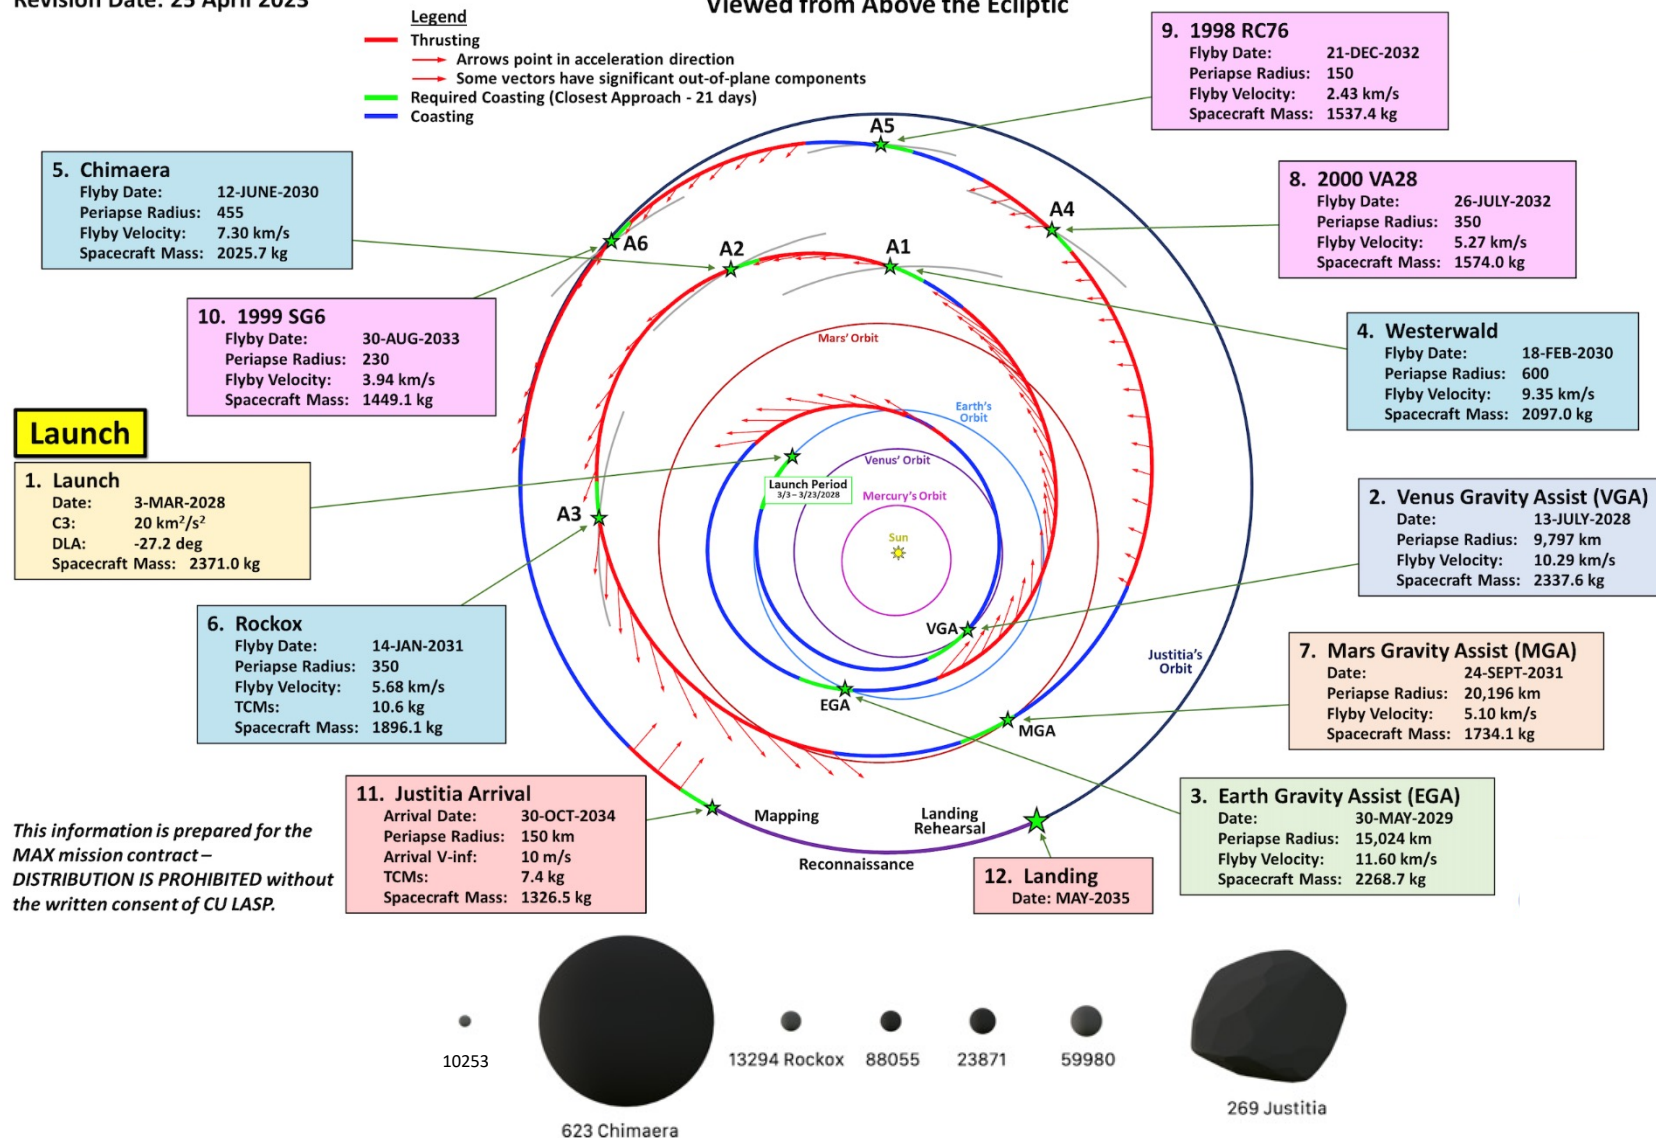 Revision Date: 25 April 2023
Viewed from Above the Ecliptic
Legend
Thrusting
Arrows point in acceleration direction
Some vectors have significant out-of-plane components
Required Coasting (Closest Approach - 21 days)
Coasting
9. 1998 RC76
Flyby Date: 21-DEC-2032
Periapse Radius: 150
Flyby Velocity: 2.43 km/s
Spacecraft Mass: 1537.4 kg
5. Chimaera
Flyby Date: 12-JUNE-2030
Periapse Radius: 455
Flyby Velocity: 7.30 km/s
Spacecraft Mass: 2025.7 kg
8. 2000 VA28
Flyby Date: 26-JULY-2032
Periapse Radius: 350
Flyby Velocity: 5.27 km/s
Spacecraft Mass: 1574.0 kg
A5
A4
A6
A2
A1
10. 1999 SG6
Flyby Date: 30-AUG-2033
Periapse Radius: 230
Flyby Velocity: 3.94 km/s
Spacecraft Mass: 1449.1 kg
4. Westerwald
Flyby Date: 18-FEB-2030
Periapse Radius: 600
Flyby Velocity: 9.35 km/s
Spacecraft Mass: 2097.0 kg
Mars' Orbit
Earth's
Orbit
Venus' Orbit
Mercury's Orbit
Sun
Launch Period
3/3 – 3/23/2028
Launch
1. Launch
Date: 3-MAR-2028
C3: 20 km²/s²
DLA: -27.2 deg
Spacecraft Mass: 2371.0 kg
A3
2. Venus Gravity Assist (VGA)
Date: 13-JULY-2028
Periapse Radius: 9,797 km
Flyby Velocity: 10.29 km/s
Spacecraft Mass: 2337.6 kg
6. Rockox
Flyby Date: 14-JAN-2031
Periapse Radius: 350
Flyby Velocity: 5.68 km/s
TCMs: 10.6 kg
Spacecraft Mass: 1896.1 kg
VGA
EGA
MGA
Justitia's
Orbit
7. Mars Gravity Assist (MGA)
Date: 24-SEPT-2031
Periapse Radius: 20,196 km
Flyby Velocity: 5.10 km/s
Spacecraft Mass: 1734.1 kg
11. Justitia Arrival
Arrival Date: 30-OCT-2034
Periapse Radius: 150 km
Arrival V-inf: 10 m/s
TCMs: 7.4 kg
Spacecraft Mass: 1326.5 kg
Mapping
Landing
Rehearsal
Reconnaissance
3. Earth Gravity Assist (EGA)
Date: 30-MAY-2029
Periapse Radius: 15,024 km
Flyby Velocity: 11.60 km/s
Spacecraft Mass: 2268.7 kg
12. Landing
Date: MAY-2035
This information is prepared for the
MAX mission contract –
DISTRIBUTION IS PROHIBITED without
the written consent of CU LASP.
10253
623 Chimaera
13294 Rockox
88055
23871
59980
269 Justitia